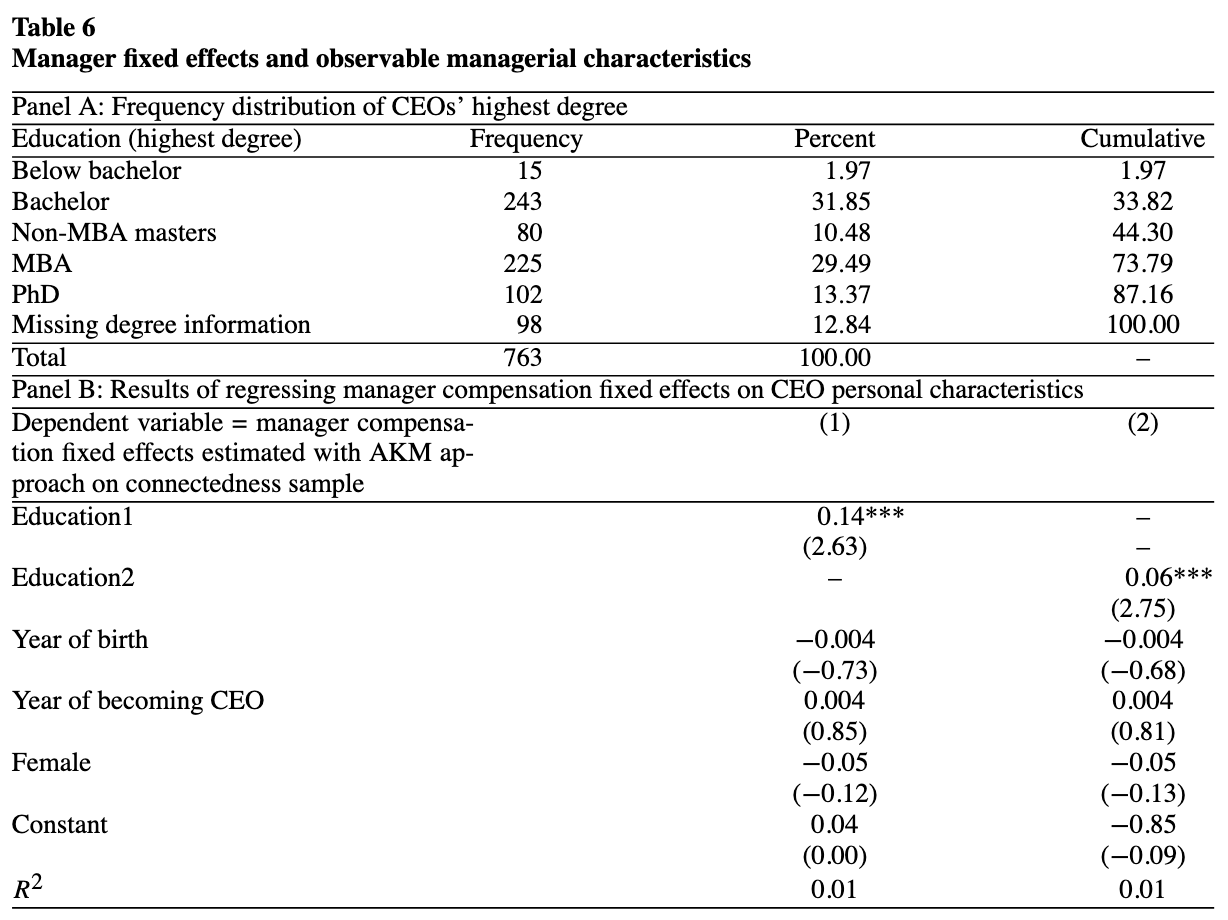 Table 6
Manager fixed effects and observable managerial characteristics
Panel A: Frequency distribution of CEOs’ highest degree
Education (highest degree) Frequency Percent Cumulative
Below bachelor 15 1.97 1.97
Bachelor 243 31.85 33.82
Non-MBA masters 80 10.48 44.30
MBA 225 29.49 73.79
PhD 102 13.37 87.16
Missing degree information 98 12.84 100.00
Total 763 100.00 –
Panel B: Results of regressing manager compensation fixed effects on CEO personal characteristics
Dependent variable = manager compensa- (1) (2)
tion fixed effects estimated with AKM ap-
proach on connectedness sample
Education1 0.14*** –
(2.63) –
Education2 – 0.06***
(2.75)
Year of birth −0.004 −0.004
(−0.73) (−0.68)
Year of becoming CEO 0.004 0.004
(0.85) (0.81)
Female −0.05 −0.05
(−0.12) (−0.13)
Constant 0.04 −0.85
(0.00) (−0.09)
R² 0.01 0.01